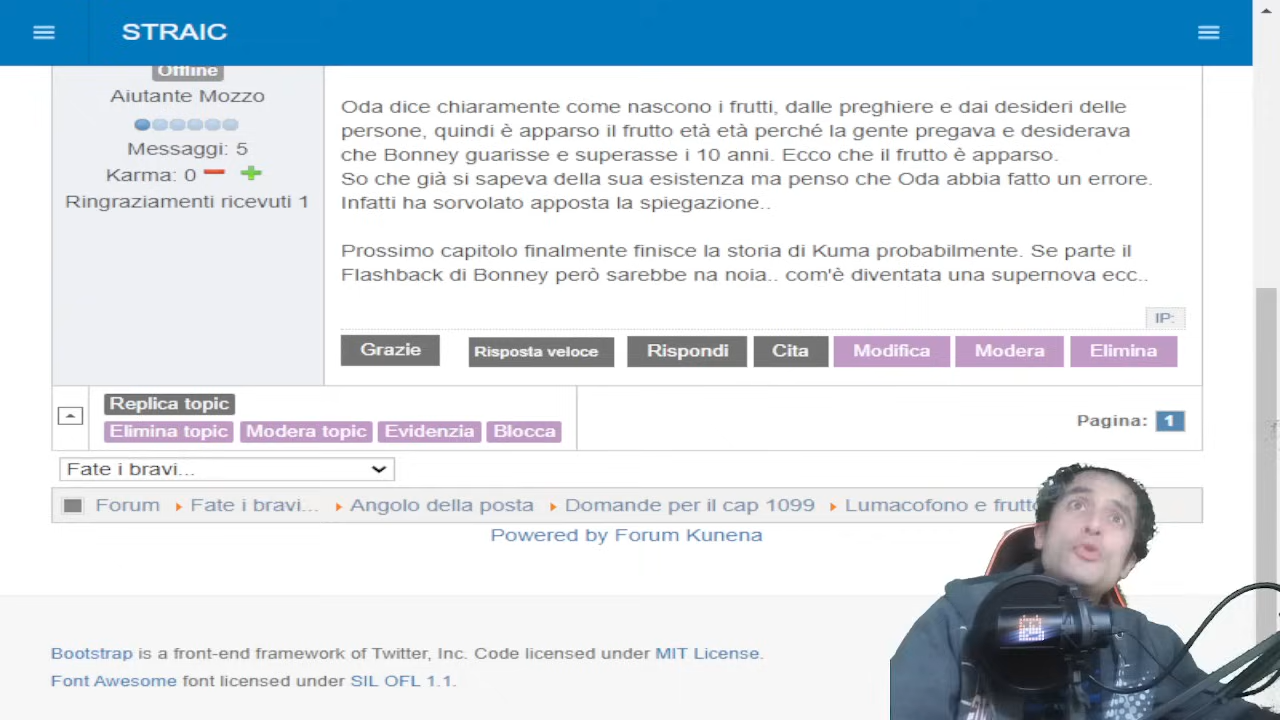 STRAIC
Offline
Aiutante Mozzo
Messaggi: 5
Karma: 0
Ringraziamenti ricevuti 1
Oda dice chiaramente come nascono i frutti, dalle preghiere e dai desideri delle
persone, quindi è apparso il frutto età età perché la gente pregava e desiderava
che Bonney guarisse e superasse i 10 anni. Ecco che il frutto è apparso.
So che già si sapeva della sua esistenza ma penso che Oda abbia fatto un errore.
Infatti ha sorvolato apposta la spiegazione..
Prossimo capitolo finalmente finisce la storia di Kuma probabilmente. Se parte il
Flashback di Bonney però sarebbe na noia.. com'è diventata una supernova ecc..
IP:
Grazie Risposta veloce Rispondi Cita Modifica Modera Elimina
Replica topic
Elimina topic Modera topic Evidenzia Blocca
Pagina: 1
Fate i bravi...
Forum Fate i bravi... Angolo della posta Domande per il cap 1099 Lumacofono e
Powered by Forum Kunena
Bootstrap is a front-end framework of Twitter, Inc. Code licensed under MIT License.
Font Awesome font licensed under SIL OFL 1.1.